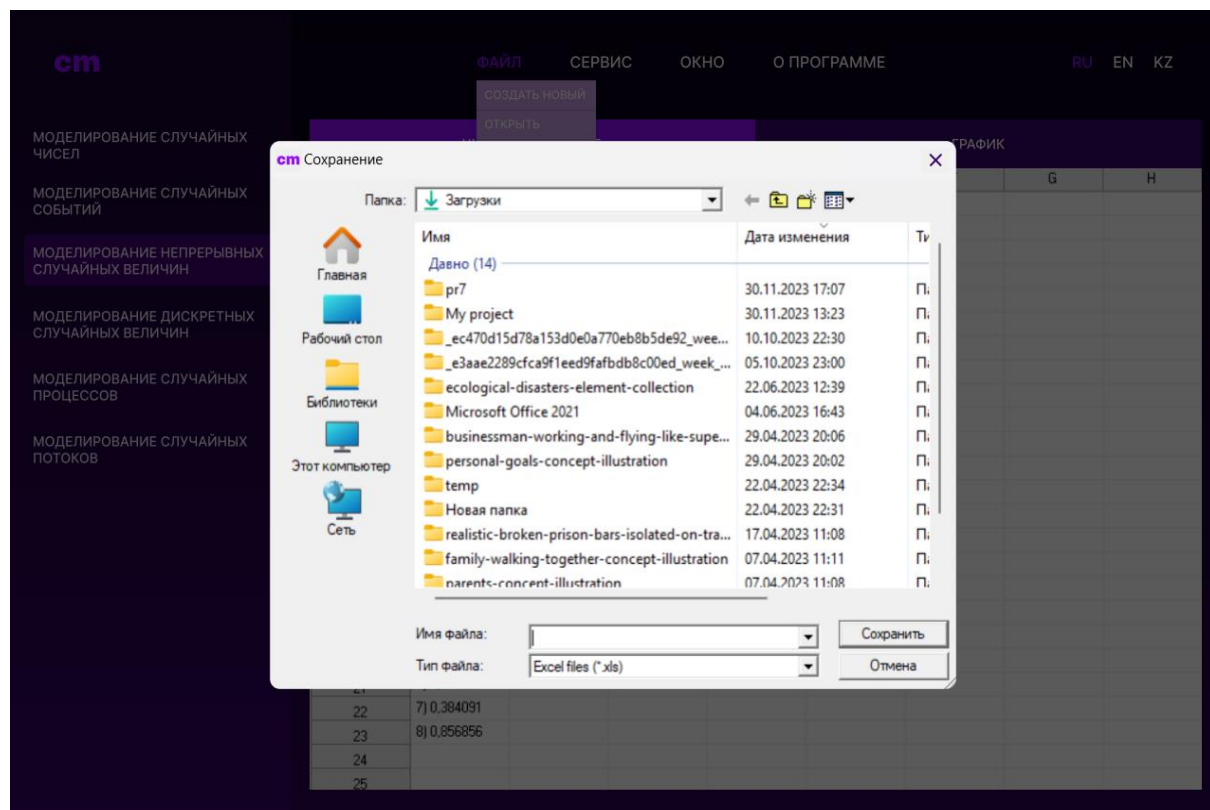 cm
ФАЙЛ СЕРВИС ОКНО О ПРОГРАММЕ RU EN KZ
СОЗДАТЬ НОВЫЙ
ОТКРЫТЬ
МОДЕЛИРОВАНИЕ СЛУЧАЙНЫХ
ЧИСЕЛ
МОДЕЛИРОВАНИЕ СЛУЧАЙНЫХ
СОБЫТИЙ
МОДЕЛИРОВАНИЕ НЕПРЕРЫВНЫХ
СЛУЧАЙНЫХ ВЕЛИЧИН
МОДЕЛИРОВАНИЕ ДИСКРЕТНЫХ
СЛУЧАЙНЫХ ВЕЛИЧИН
МОДЕЛИРОВАНИЕ СЛУЧАЙНЫХ
ПРОЦЕССОВ
МОДЕЛИРОВАНИЕ СЛУЧАЙНЫХ
ПОТОКОВ
G H
cm Сохранение
Папка: Загрузки
Главная
Рабочий стол
Библиотеки
Этот компьютер
Сеть
Имя Дата изменения
Давно (14)
pr7 30.11.2023 17:07
My project 30.11.2023 13:23
_ec470d15d78a153d0e0a770eb8b5de92_wee... 10.10.2023 22:30
_e3aae2289cfca9f1eed9fafbdb8c00ed_week_... 05.10.2023 23:00
ecological-disasters-element-collection 22.06.2023 12:39
Microsoft Office 2021 04.06.2023 16:43
businessman-working-and-flying-like-supe... 29.04.2023 20:06
personal-goals-concept-illustration 29.04.2023 20:02
temp 22.04.2023 22:34
Новая папка 22.04.2023 22:31
realistic-broken-prison-bars-isolated-on-tra... 17.04.2023 11:08
family-walking-together-concept-illustration 07.04.2023 11:11
parents-concept-illustration 07.04.2023 11:08
Имя файла: Сохранить
Тип файла: Excel files (*.xls) Отмена
22 7) 0,384091
23 8) 0,856856
24
25